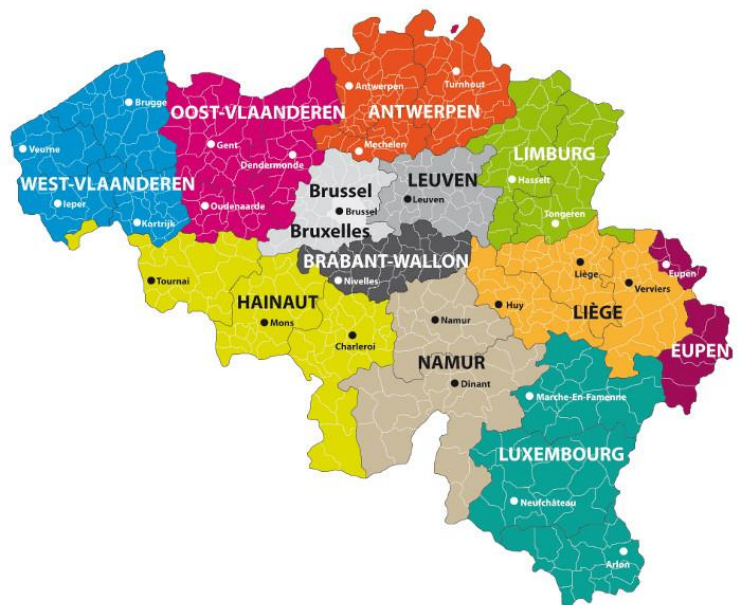 Antwerpen
Turnhout
Brugge
OOST-VLAANDEREN
ANTWERPEN
Veurne
Gent
Mechelen
Dendermonde
LIMBURG
WEST-VLAANDEREN
Brussel
LEUVEN
Hasselt
Ieper
Oudenaarde
Brussel
Leuven
Kortrijk
Bruxelles
Tongeren
BRABANT-WALLON
Liège
Eupen
Tournai
Nivelles
Verviers
HAINAUT
Huy
LIÈGE
Mons
Namur
Charleroi
EUPEN
NAMUR
Dinant
Marche-En-Famenne
LUXEMBOURG
Neufchâteau
Arlon